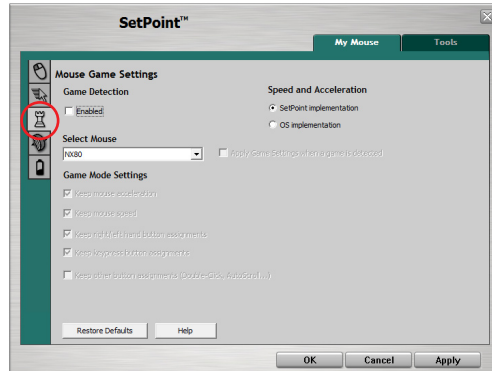 SetPoint™
My Mouse
Tools
Mouse Game Settings
Game Detection
Enabled
Speed and Acceleration
SetPoint implementation
OS implementation
Select Mouse
NX80
Apply Game Settings when a game is detected
Game Mode Settings
Keep mouse acceleration
Keep mouse speed
Keep right/left hand button assignments
Keep keypress button assignments
Keep other button assignments (Double-Click, AutoScroll ...)
Restore Defaults
Help
OK
Cancel
Apply